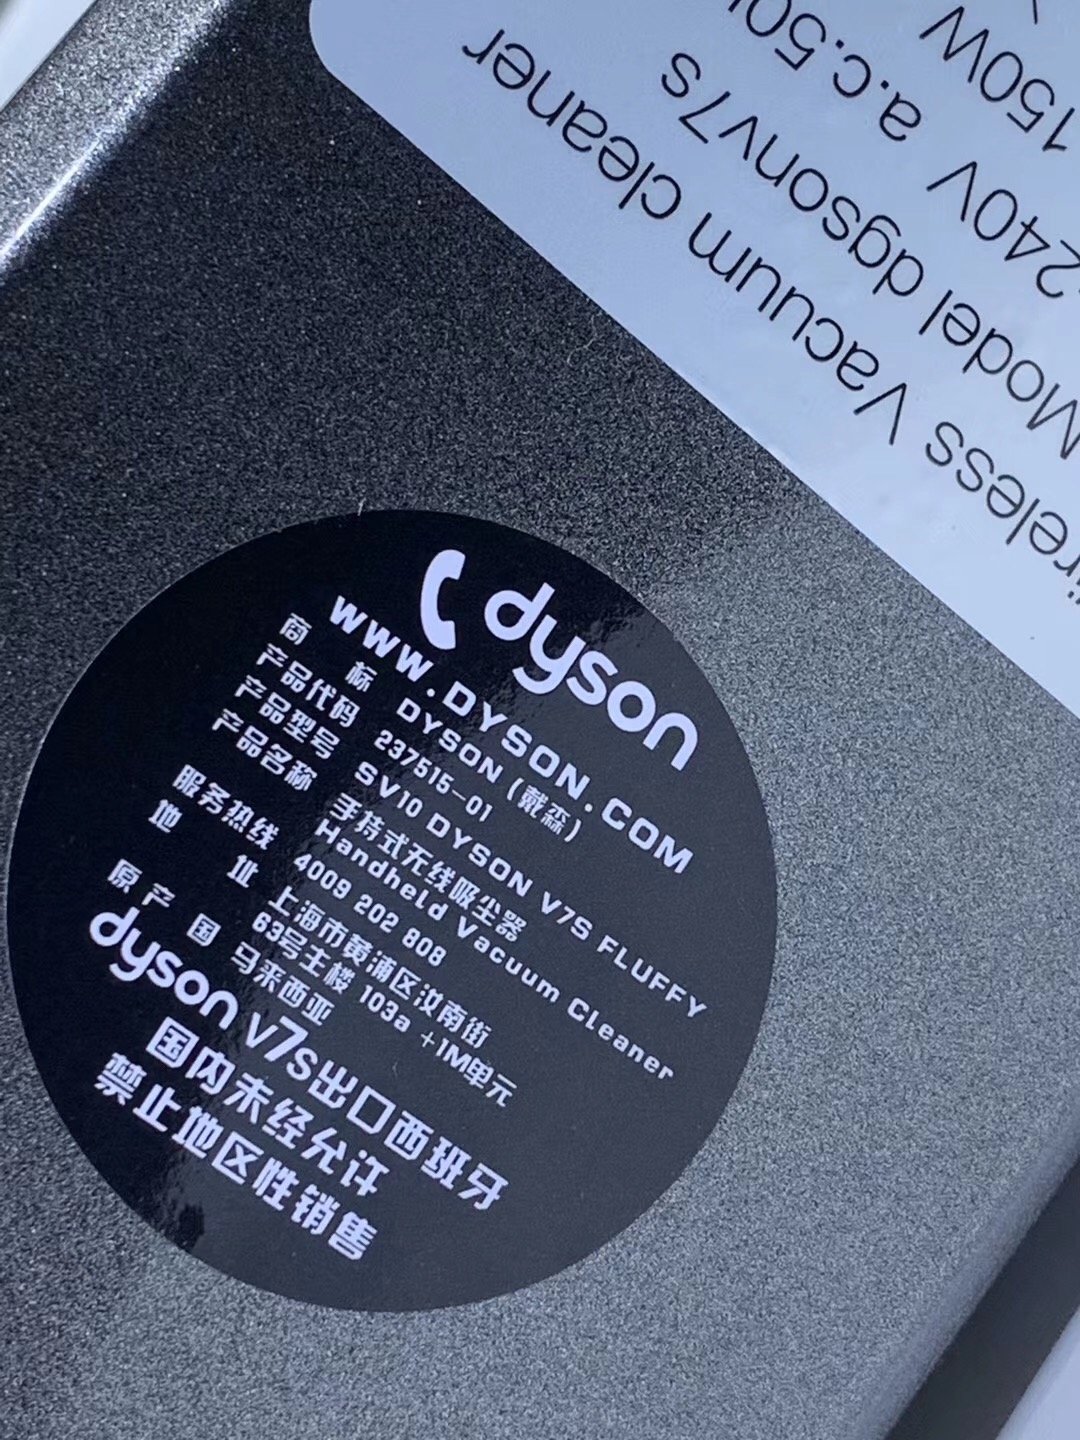 dyson
www.DYSON.COM
商 标 DYSON (戴森)
产品代码 237515-01
产品型号 SV10 DYSON V7S FLUFFY
产品名称 手持式无线吸尘器
Handheld Vacuum Cleaner
服务热线 4009 202 808
地 址 上海市黄浦区汝南街
63号主楼 103a +1M单元
原产国 马来西亚
dyson v7s出口西班牙
国内未经允许
禁止地区性销售
ireless Vacuum cleaner
Model dgsonv7s
240V a.c.50
150W